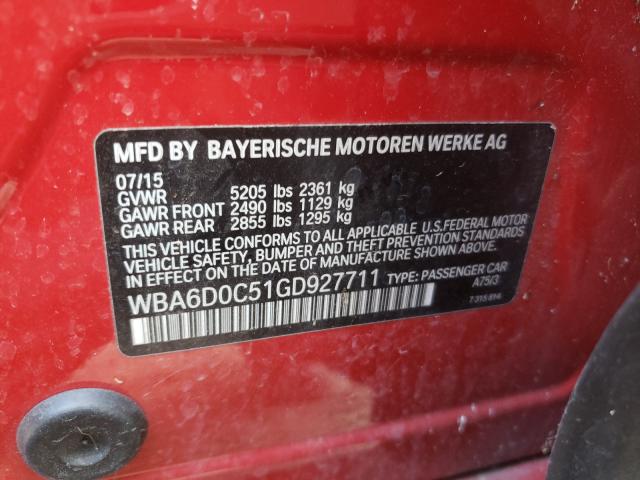 MFD BY BAYERISCHE MOTOREN WERKE AG
07/15
GVWR 5205 lbs 2361 kg
GAWR FRONT 2490 lbs 1129 kg
GAWR REAR 2855 lbs 1295 kg
THIS VEHICLE CONFORMS TO ALL APPLICABLE U.S.FEDERAL MOTOR
VEHICLE SAFETY, BUMPER, AND THEFT PREVENTION STANDARDS
IN EFFECT ON THE DATE OF MANUFACTURE SHOWN ABOVE.
WBA6D0C51GD927711 TYPE: PASSENGER CAR
A75/3